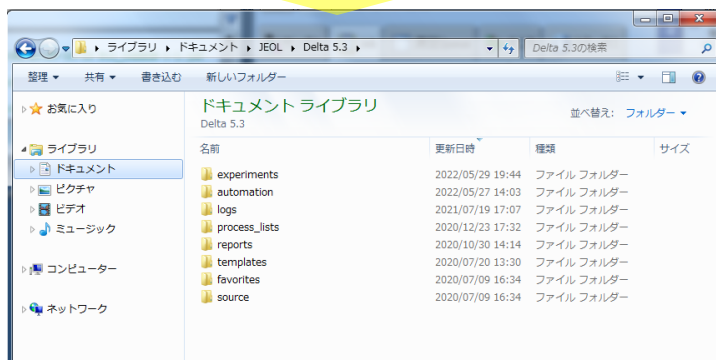 ライブラリ ドキュメント JEOL Delta 5.3
Delta 5.3の検索
整理 共有 書き込む 新しいフォルダー
お気に入り
ライブラリ
ドキュメント
ピクチャ
ビデオ
ミュージック
コンピューター
ネットワーク
ドキュメント ライブラリ
Delta 5.3
並べ替え: フォルダー
名前 更新日時 種類 サイズ
experiments 2022/05/29 19:44 ファイル フォルダー
automation 2022/05/27 14:03 ファイル フォルダー
logs 2021/07/19 17:07 ファイル フォルダー
process_lists 2020/12/23 17:32 ファイル フォルダー
reports 2020/10/30 14:14 ファイル フォルダー
templates 2020/07/20 13:30 ファイル フォルダー
favorites 2020/07/09 16:34 ファイル フォルダー
source 2020/07/09 16:34 ファイル フォルダー